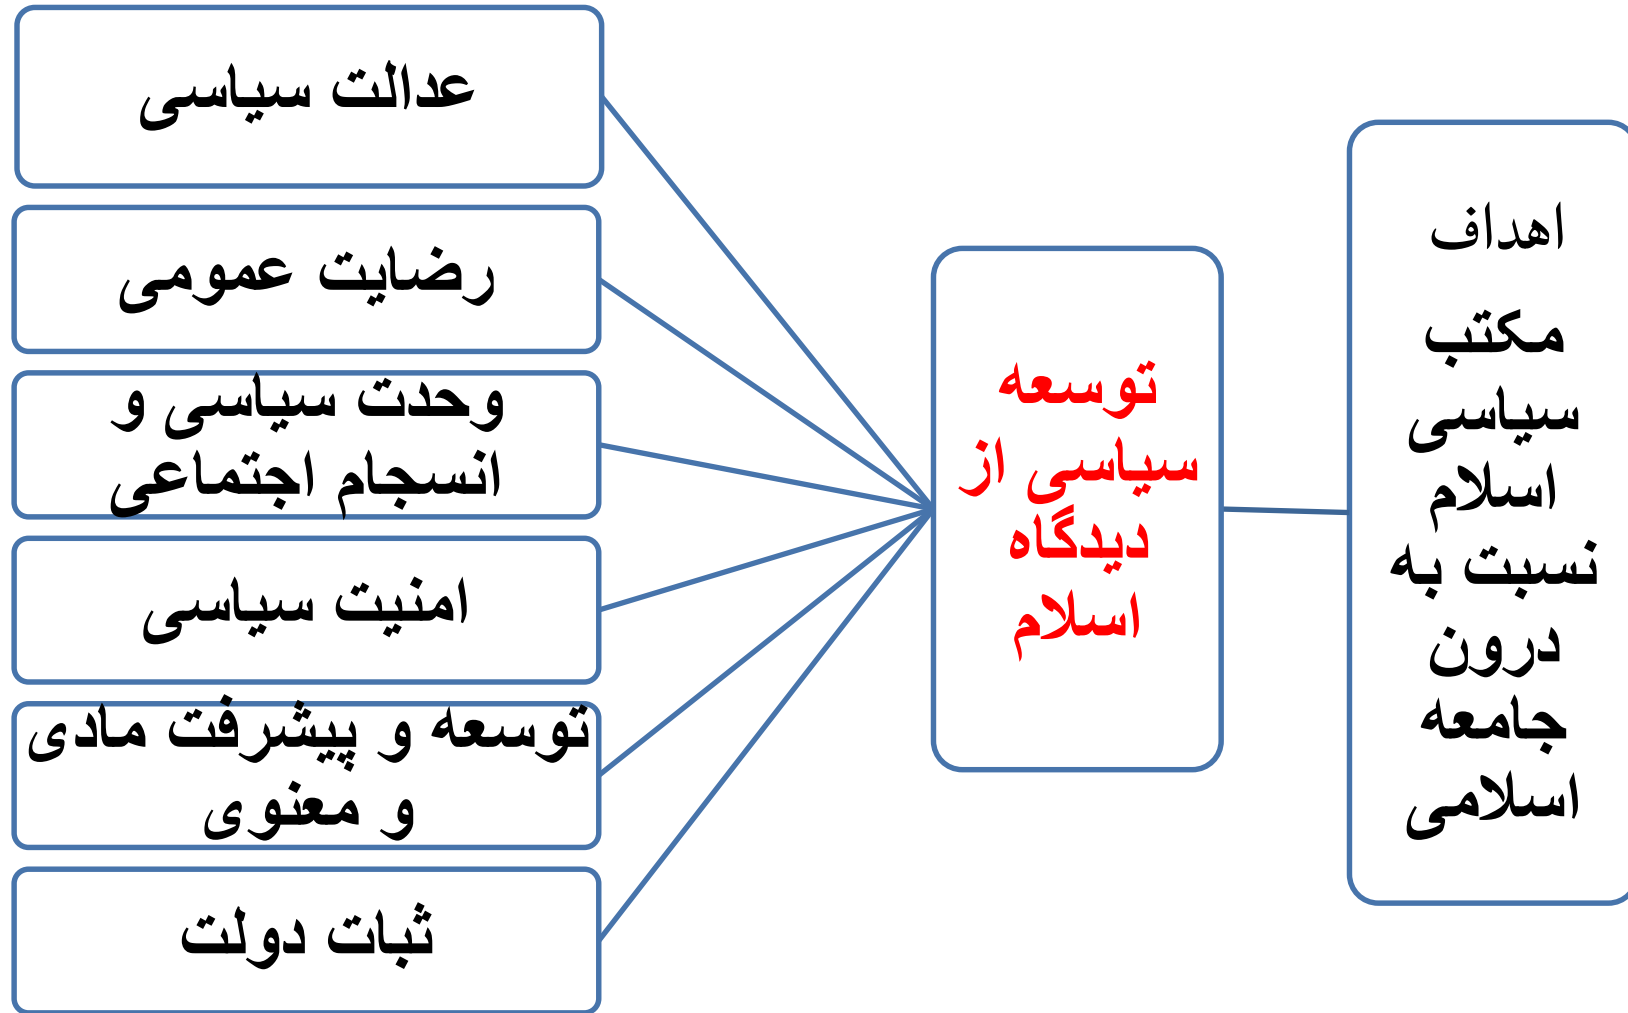 اهداف
مکتب
سیاسی
اسلام
نسبت به
درون
جامعه
اسلامی
توسعه
سیاسی از
دیدگاه
اسلام
عدالت سیاسی
رضایت عمومی
وحدت سیاسی و
انسجام اجتماعی
امنیت سیاسی
توسعه و پیشرفت مادی
و معنوی
ثبات دولت